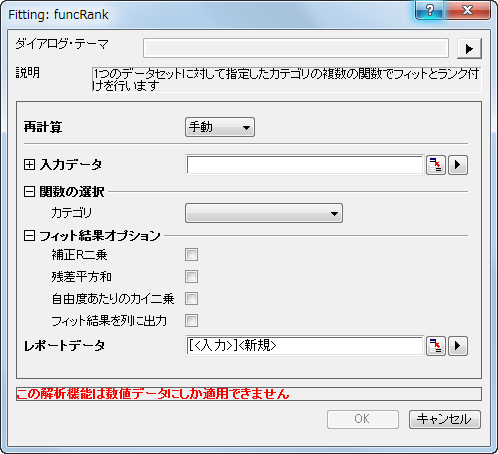 Fitting: funcRank
ダイアログ・テーマ
説明
1つのデータセットに対して指定したカテゴリの複数の関数でフィットとランク付
けを行います
再計算
手動
入力データ
関数の選択
カテゴリ
フィット結果オプション
補正R二乗
残差平方和
自由度あたりのカイ二乗
フィット結果を列に出力
レポートデータ
[<入力>]<新規>
この解析機能は数値データにしか適用できません
OK
キャンセル